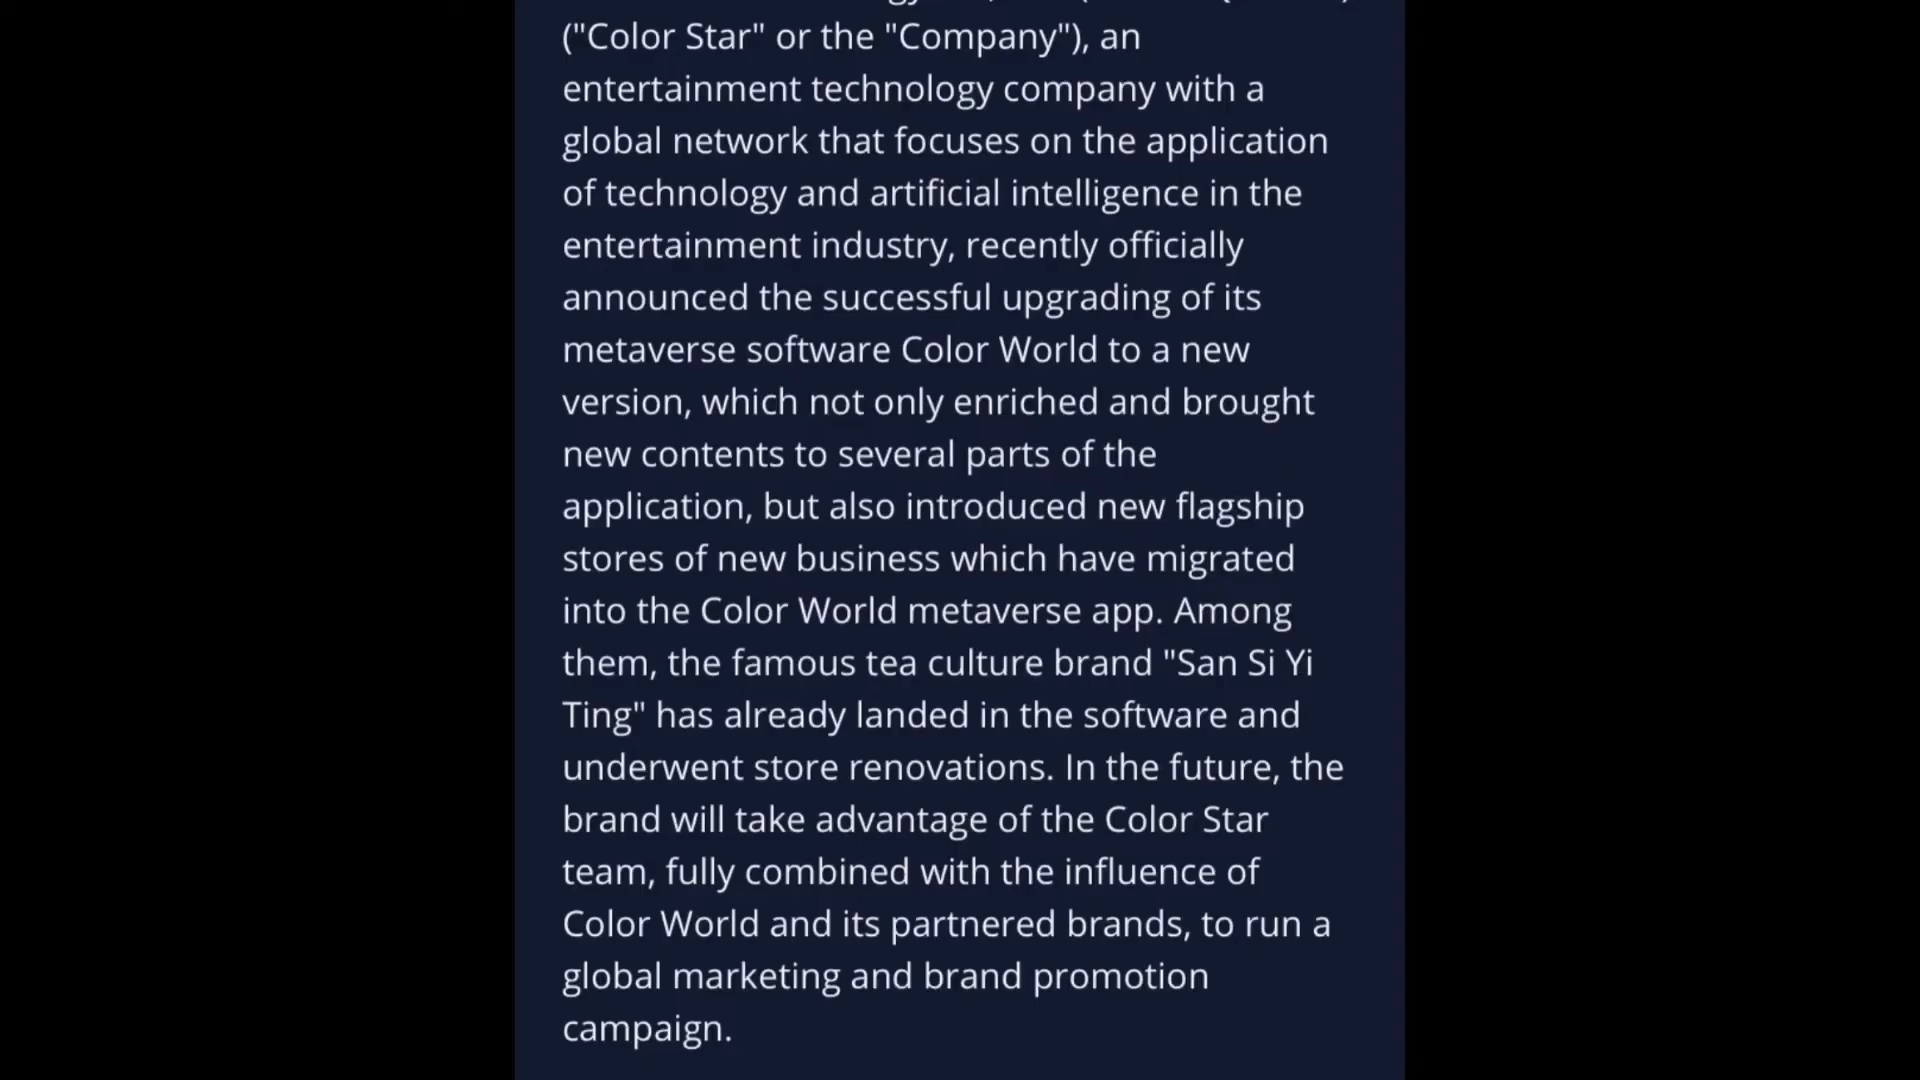 ("Color Star" or the "Company"), an
entertainment technology company with a
global network that focuses on the application
of technology and artificial intelligence in the
entertainment industry, recently officially
announced the successful upgrading of its
metaverse software Color World to a new
version, which not only enriched and brought
new contents to several parts of the
application, but also introduced new flagship
stores of new business which have migrated
into the Color World metaverse app. Among
them, the famous tea culture brand "San Si Yi
Ting" has already landed in the software and
underwent store renovations. In the future, the
brand will take advantage of the Color Star
team, fully combined with the influence of
Color World and its partnered brands, to run a
global marketing and brand promotion
campaign.